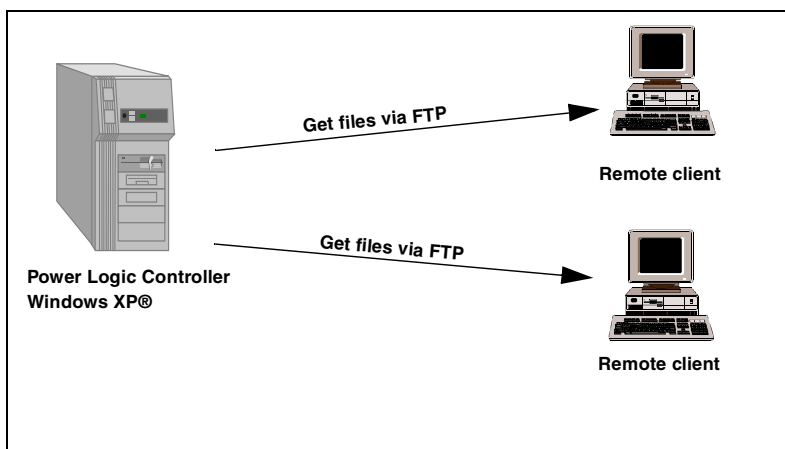 Get files via FTP
Remote client
Get files via FTP
Power Logic Controller
Windows XP®
Remote client